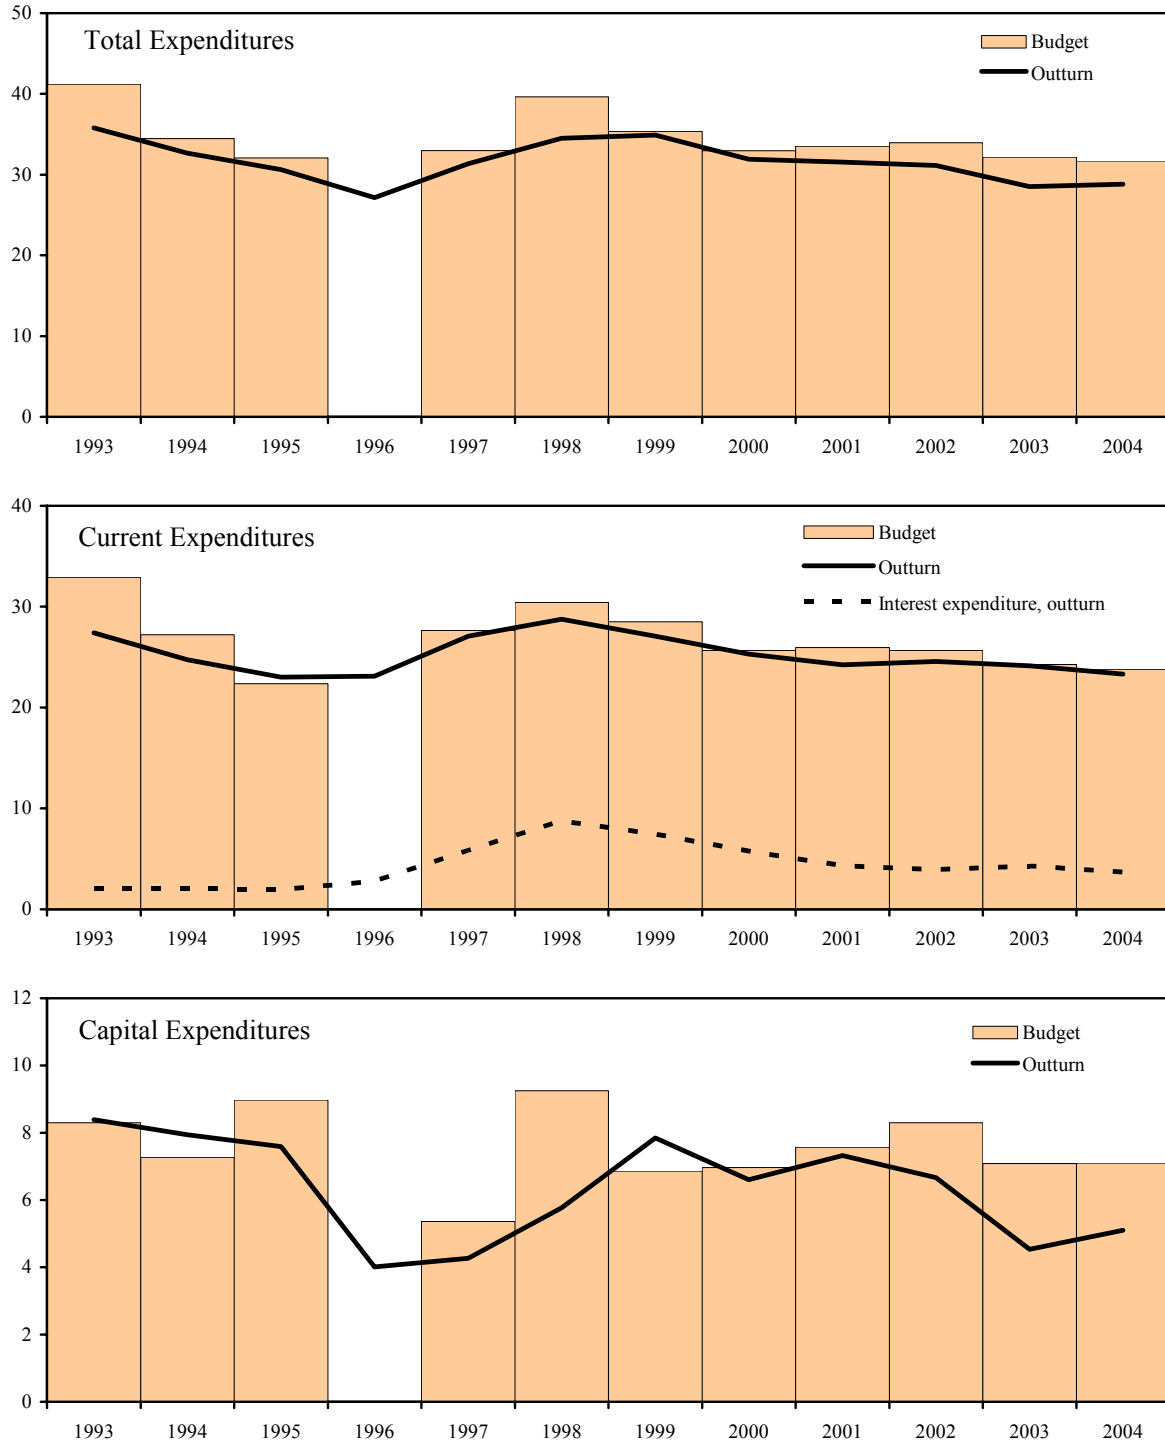 50
Total Expenditures
Budget
Outturn
40
30
20
10
0
1993 1994 1995 1996 1997 1998 1999 2000 2001 2002 2003 2004
40
Current Expenditures
Budget
Outturn
Interest expenditure, outturn
30
20
10
0
1993 1994 1995 1996 1997 1998 1999 2000 2001 2002 2003 2004
12
Capital Expenditures
Budget
Outturn
10
8
6
4
2
0
1993 1994 1995 1996 1997 1998 1999 2000 2001 2002 2003 2004